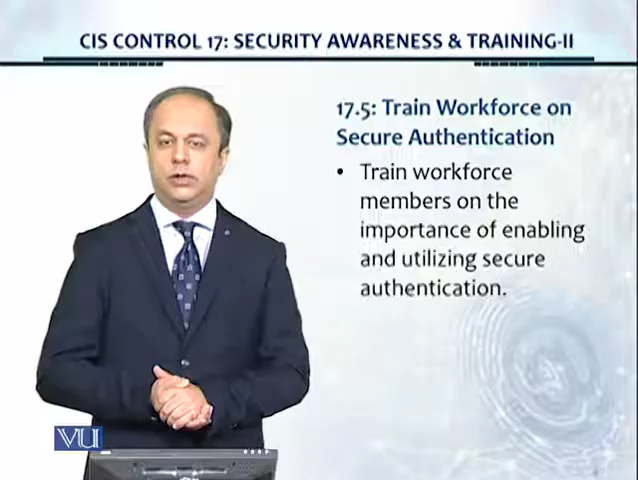 CIS CONTROL 17: SECURITY AWARENESS & TRAINING-II
17.5: Train Workforce on
Secure Authentication
• Train workforce
members on the
importance of enabling
and utilizing secure
authentication.
VU